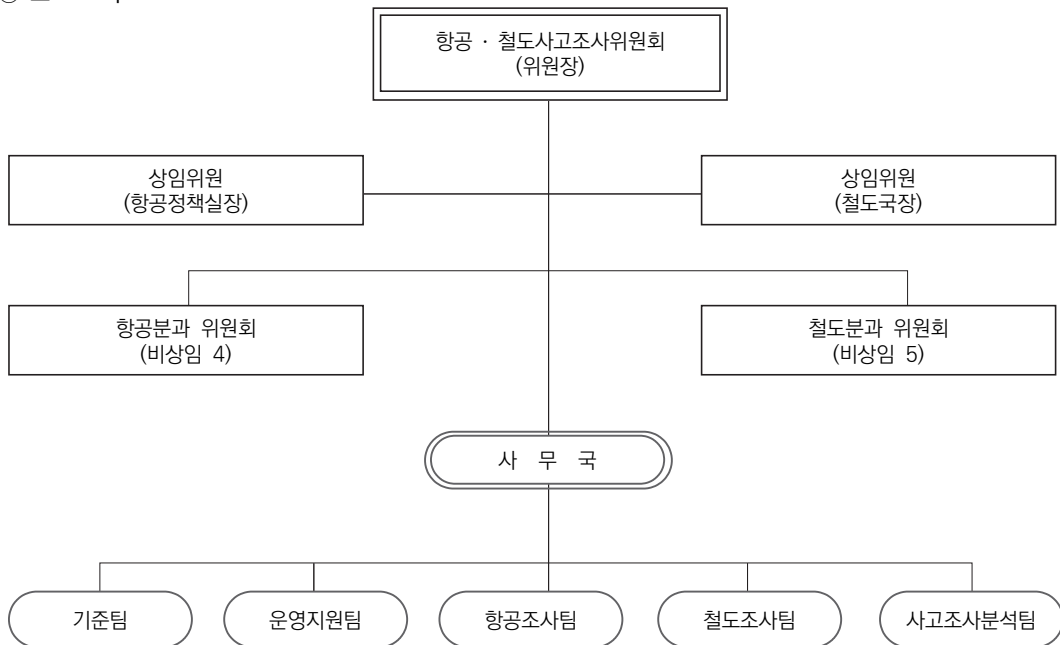 항공 · 철도사고조사위원회
(위원장)
상임위원
(항공정책실장)
상임위원
(철도국장)
항공분과 위원회
(비상임 4)
철도분과 위원회
(비상임 5)
사 무 국
기준팀
운영지원팀
항공조사팀
철도조사팀
사고조사분석팀